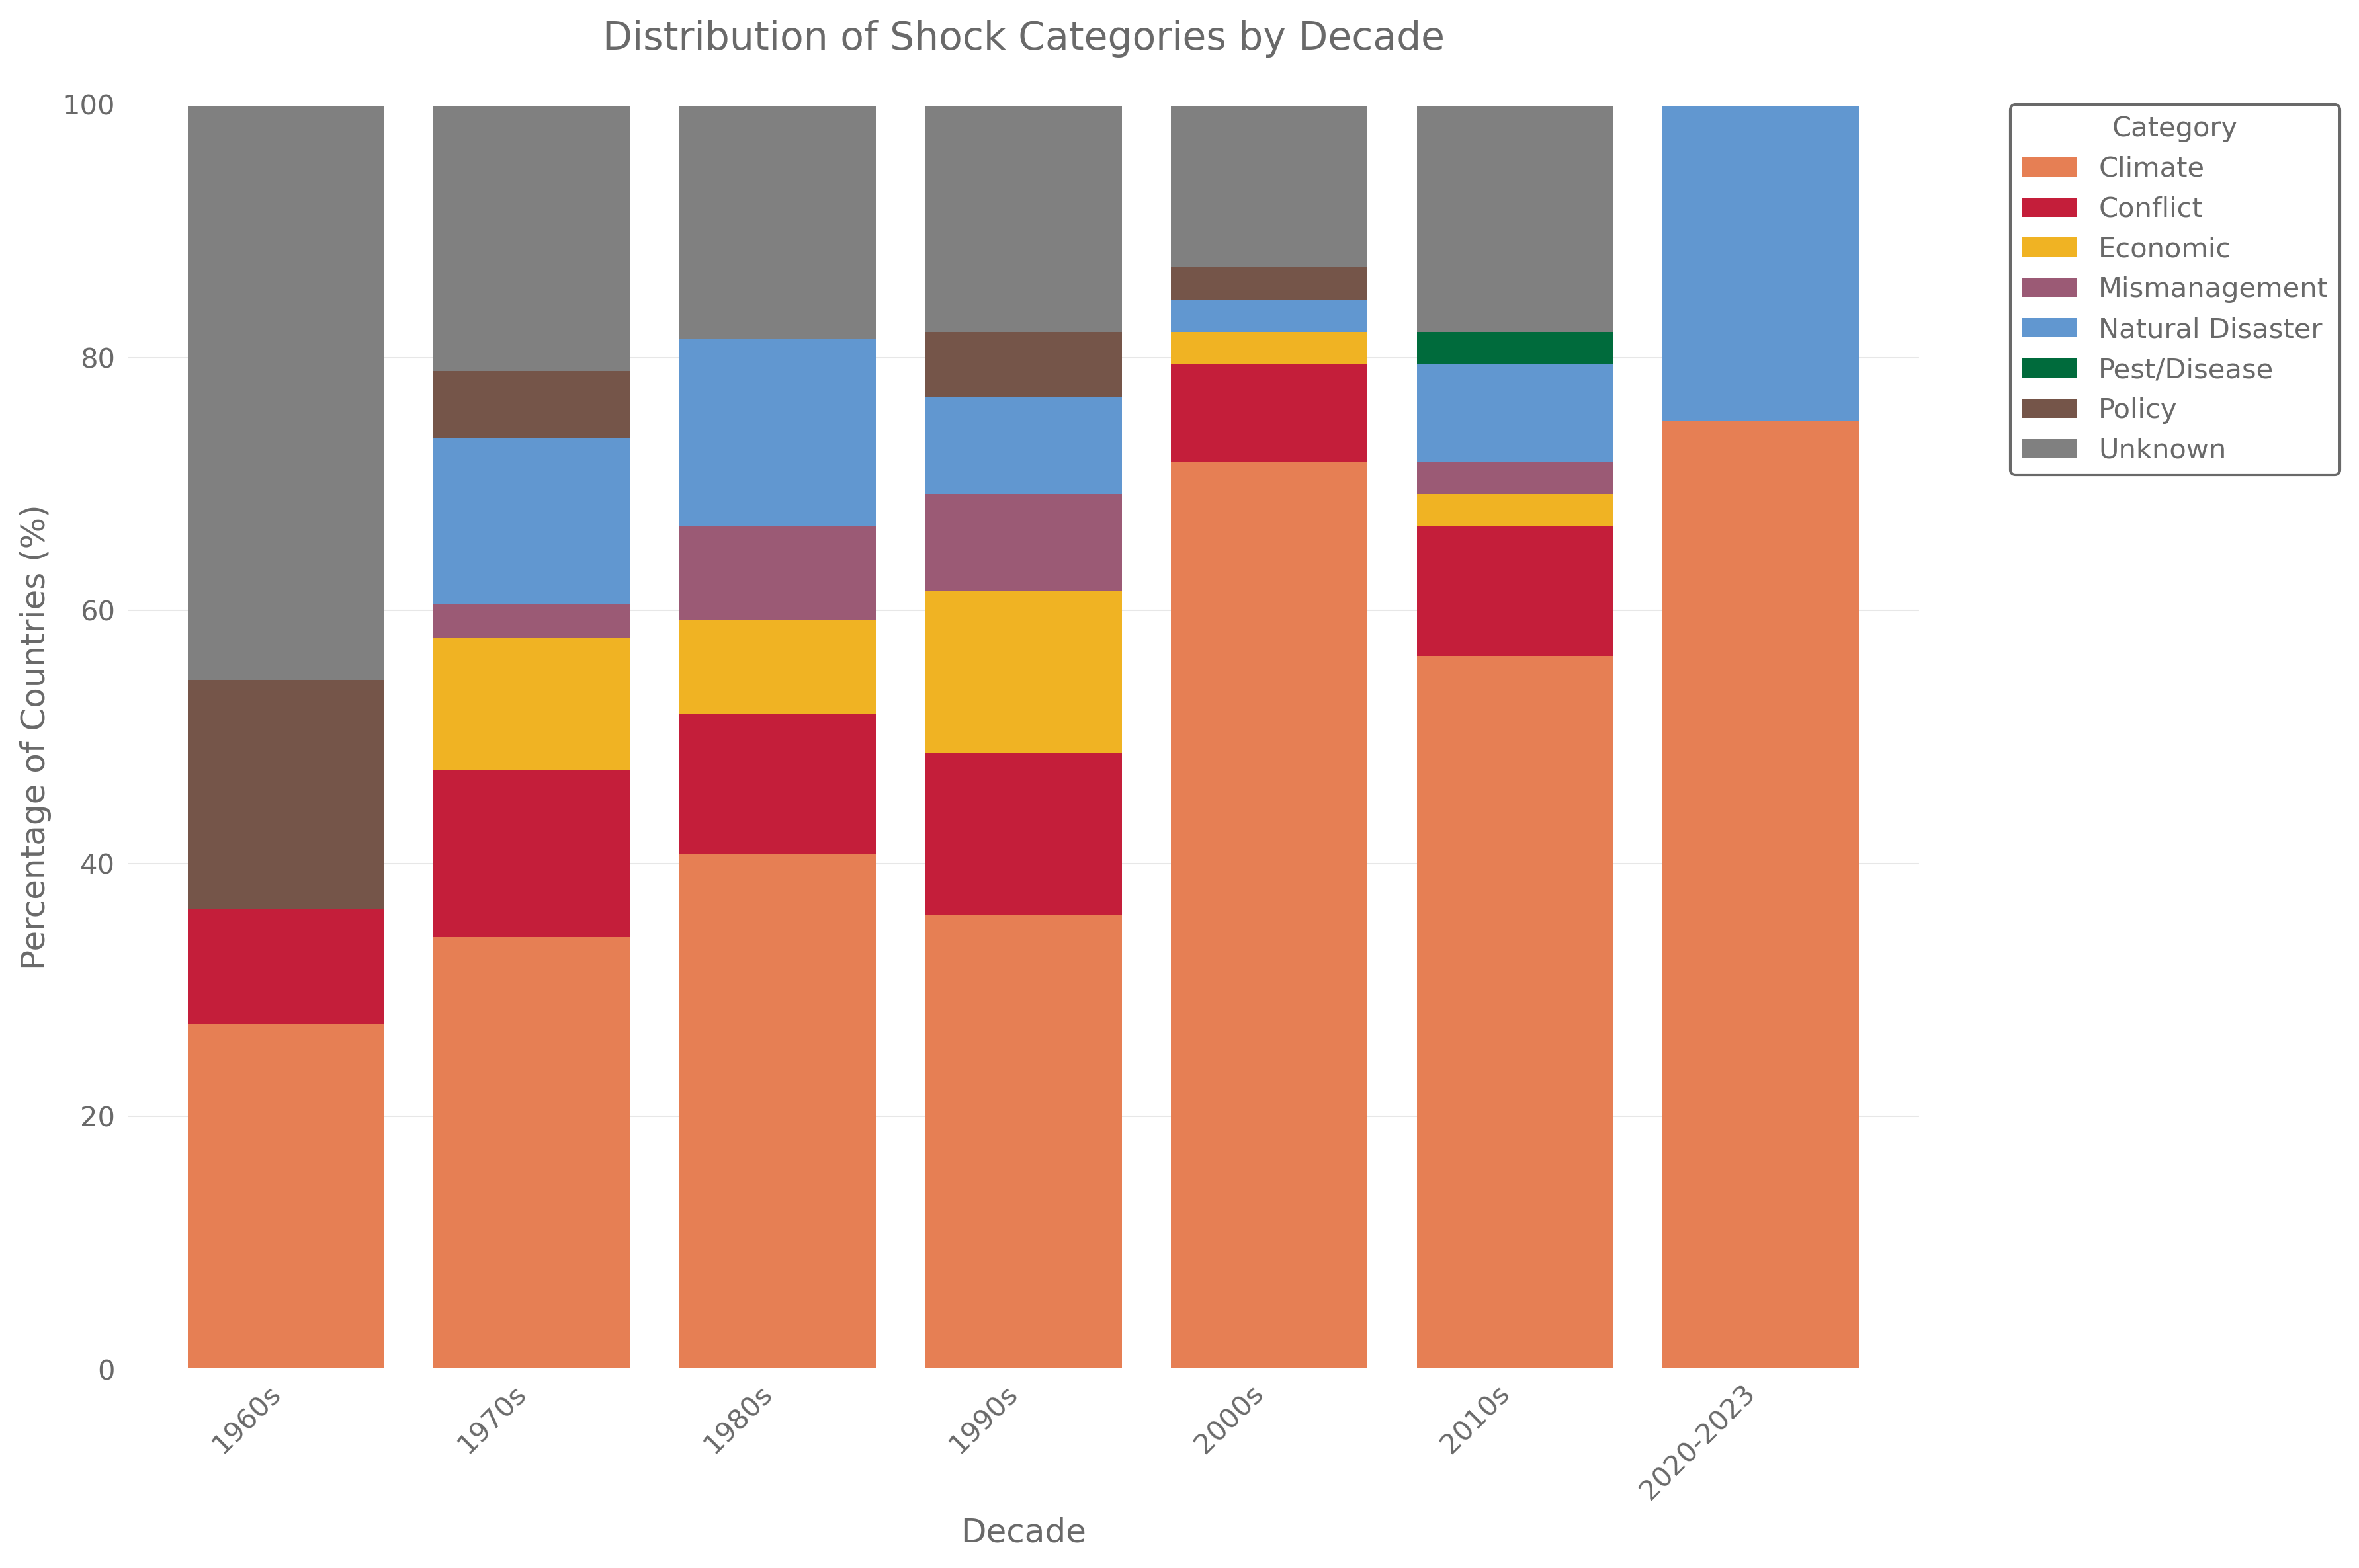 Distribution of Shock Categories by Decade
Percentage of Countries (%)
100
80
60
40
20
0
1960s
1970s
1980s
1990s
2000s
2010s
2020-2023
Decade
Category
Climate
Conflict
Economic
Mismanagement
Natural Disaster
Pest/Disease
Policy
Unknown